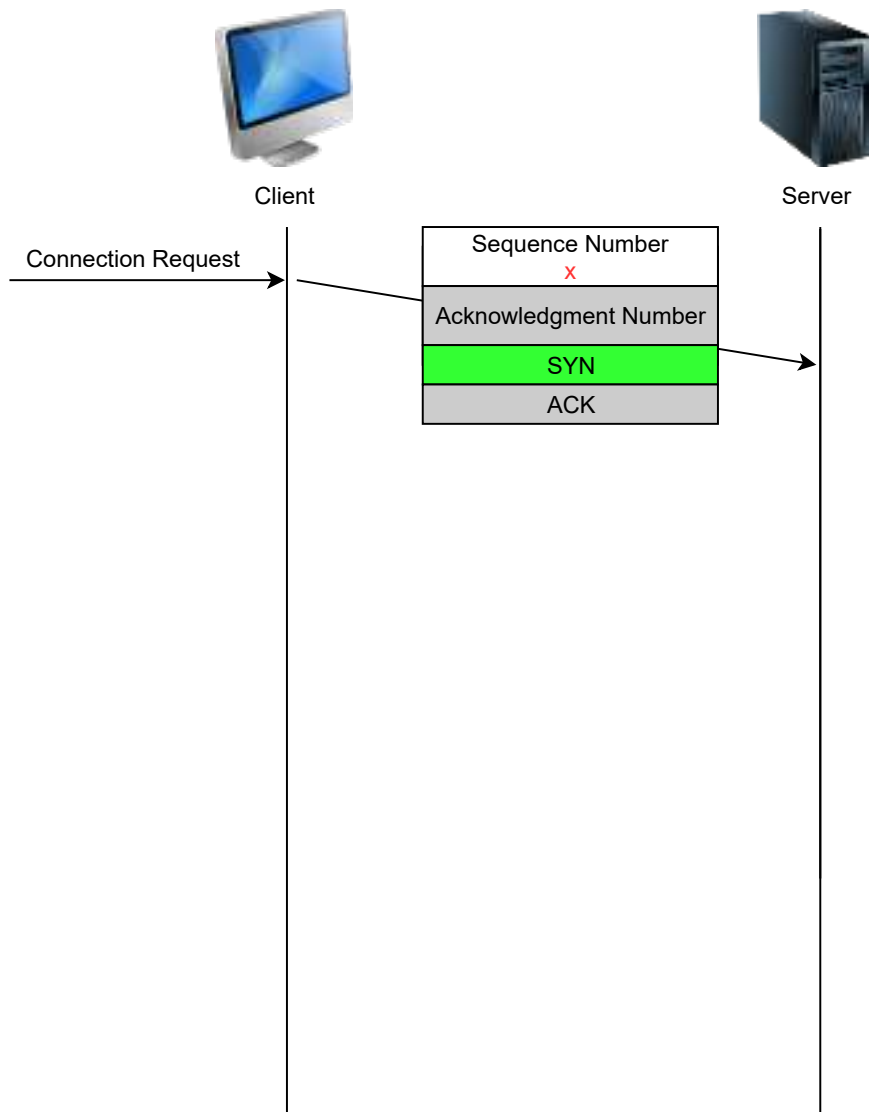 Client
Server
Connection Request
Sequence Number
x
Acknowledgment Number
SYN
ACK